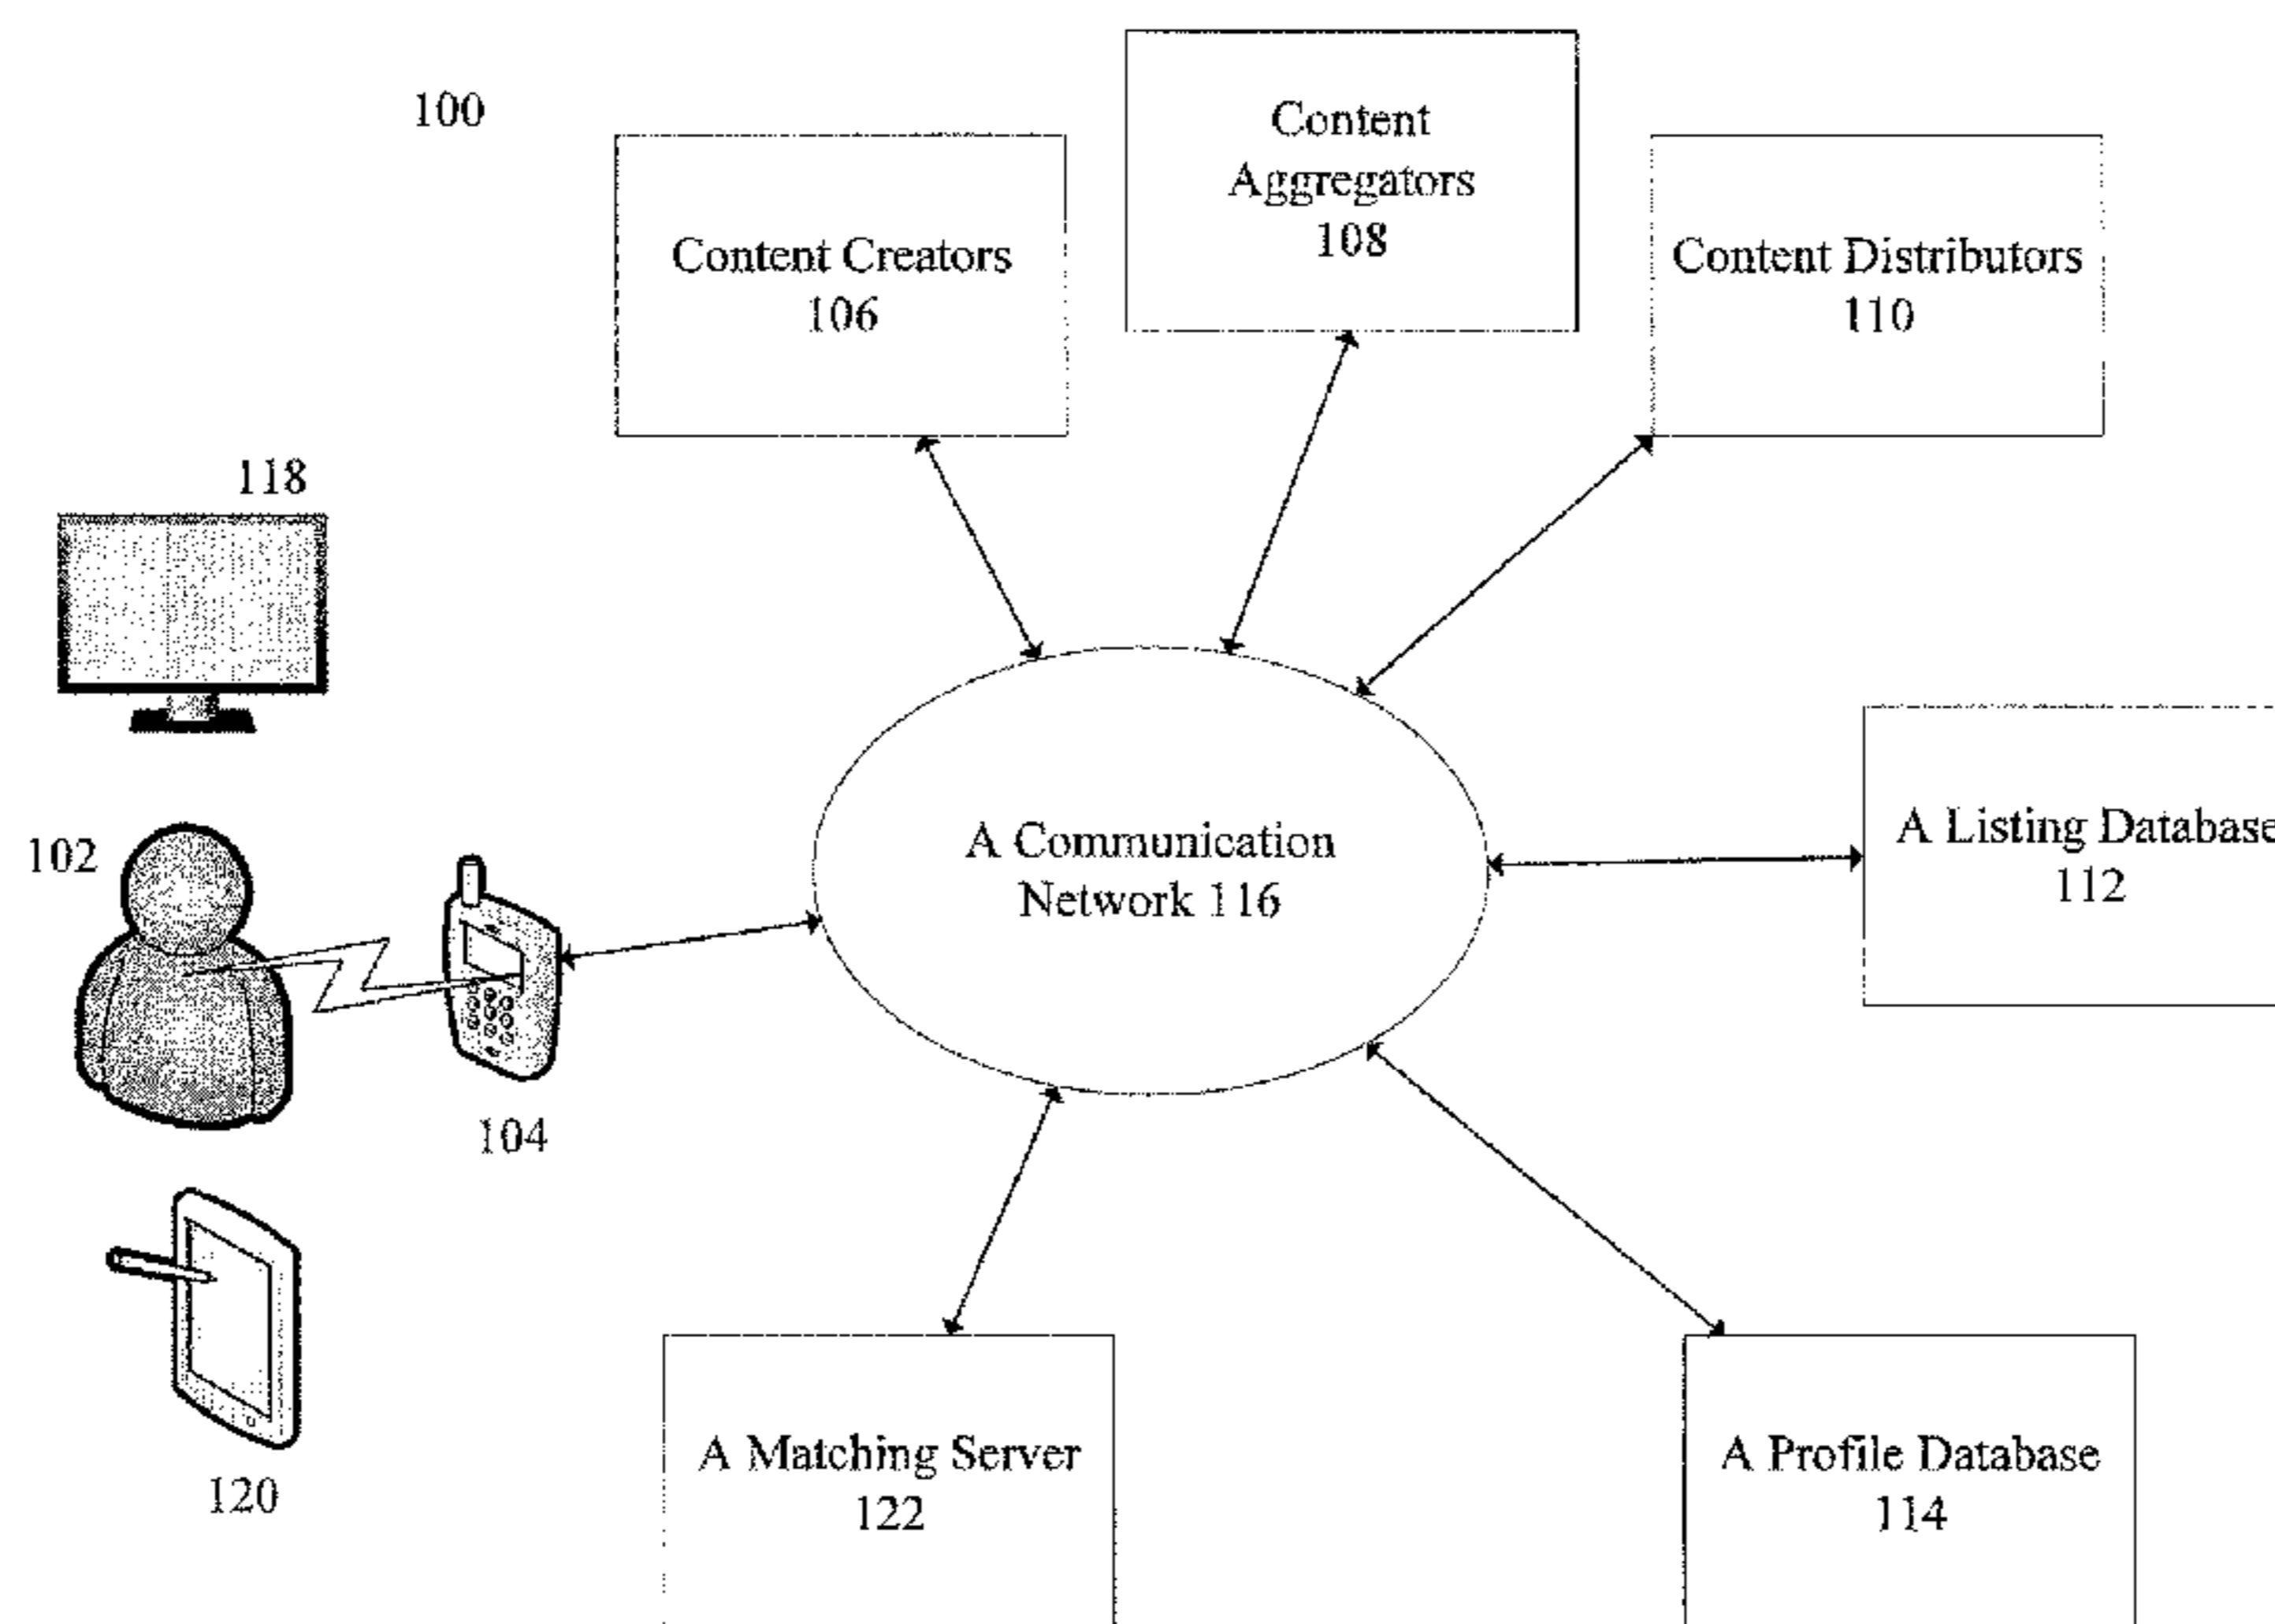 100
Content
Aggregators
108
Content Creators
106
Content Distributors
110
118
102
A Communication
Network 116
A Listing Database
112
104
120
A Matching Server
122
A Profile Database
114